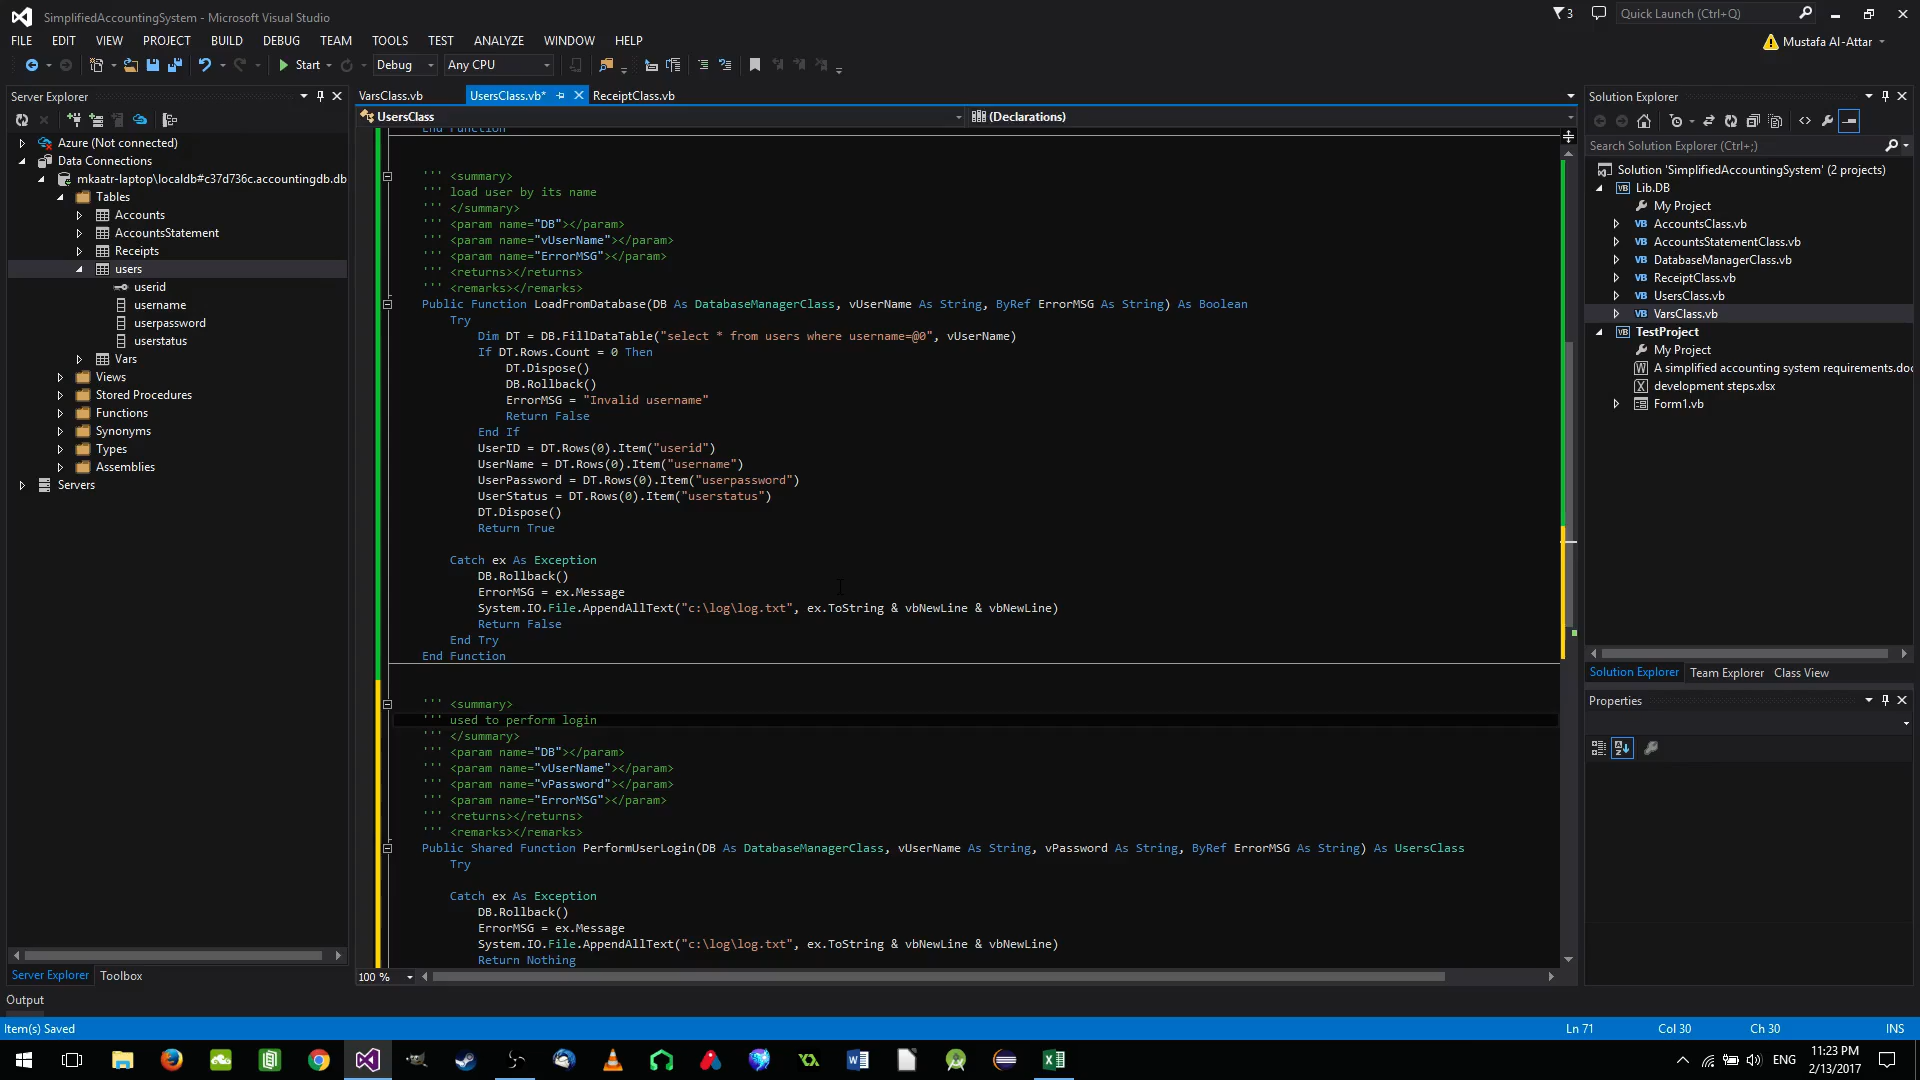 SimplifiedAccountingSystem - Microsoft Visual Studio
3
Quick Launch (Ctrl+Q)
FILE EDIT VIEW PROJECT BUILD DEBUG TEAM TOOLS TEST ANALYZE WINDOW HELP
Mustafa Al-Attar
Start Debug Any CPU
Server Explorer
Azure (Not connected)
Data Connections
mkaatr-laptop\localdb#c37d736c.accountingdb.db
Tables
Accounts
AccountsStatement
Receipts
users
userid
username
userpassword
userstatus
Vars
Views
Stored Procedures
Functions
Synonyms
Types
Assemblies
Servers
Server Explorer Toolbox
VarsClass.vb UsersClass.vb* ReceiptClass.vb
UsersClass (Declarations)
End Function
''' <summary>
''' load user by its name
''' </summary>
''' <param name="DB"></param>
''' <param name="vUserName"></param>
''' <param name="ErrorMSG"></param>
''' <returns></returns>
''' <remarks></remarks>
Public Function LoadFromDatabase(DB As DatabaseManagerClass, vUserName As String, ByRef ErrorMSG As String) As Boolean
Try
Dim DT = DB.FillDataTable("select * from users where username=@0", vUserName)
If DT.Rows.Count = 0 Then
DT.Dispose()
DB.Rollback()
ErrorMSG = "Invalid username"
Return False
End If
UserID = DT.Rows(0).Item("userid")
UserName = DT.Rows(0).Item("username")
UserPassword = DT.Rows(0).Item("userpassword")
UserStatus = DT.Rows(0).Item("userstatus")
DT.Dispose()
Return True
Catch ex As Exception
DB.Rollback()
ErrorMSG = ex.Message
System.IO.File.AppendAllText("c:\log\log.txt", ex.ToString & vbNewLine & vbNewLine)
Return False
End Try
End Function
''' <summary>
''' used to perform login
''' </summary>
''' <param name="DB"></param>
''' <param name="vUserName"></param>
''' <param name="vPassword"></param>
''' <param name="ErrorMSG"></param>
''' <returns></returns>
''' <remarks></remarks>
Public Shared Function PerformUserLogin(DB As DatabaseManagerClass, vUserName As String, vPassword As String, ByRef ErrorMSG As String) As UsersClass
Try
Catch ex As Exception
DB.Rollback()
ErrorMSG = ex.Message
System.IO.File.AppendAllText("c:\log\log.txt", ex.ToString & vbNewLine & vbNewLine)
Return Nothing
100 %
Solution Explorer
Search Solution Explorer (Ctrl+;)
Solution 'SimplifiedAccountingSystem' (2 projects)
Lib.DB
My Project
AccountsClass.vb
AccountsStatementClass.vb
DatabaseManagerClass.vb
ReceiptClass.vb
UsersClass.vb
VarsClass.vb
TestProject
My Project
A simplified accounting system requirements.doc
development steps.xlsx
Form1.vb
Solution Explorer Team Explorer Class View
Properties
Output
Item(s) Saved
Ln 71 Col 30 Ch 30 INS
ENG
11:23 PM
2/13/2017